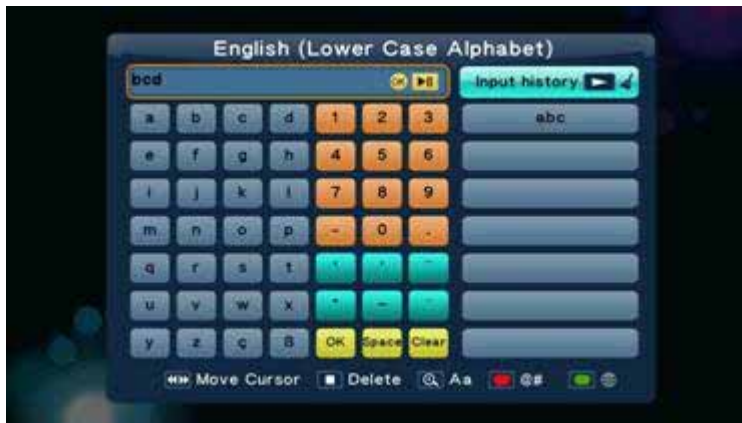 English (Lower Case Alphabet)
bcd OK Input history
a b c d 1 2 3 abc
e f g h 4 5 6
i j k l 7 8 9
m n o p - 0 .
q r s t
u v w x
y z ç ß OK Space Clear
Move Cursor Delete Aa @#